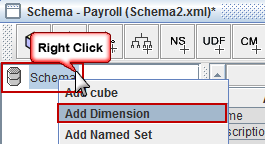 Schema - Payroll (Schema2.xml)*
NS UDF CM
Right Click
Schema
Add cube
Add Dimension
Add Named Set